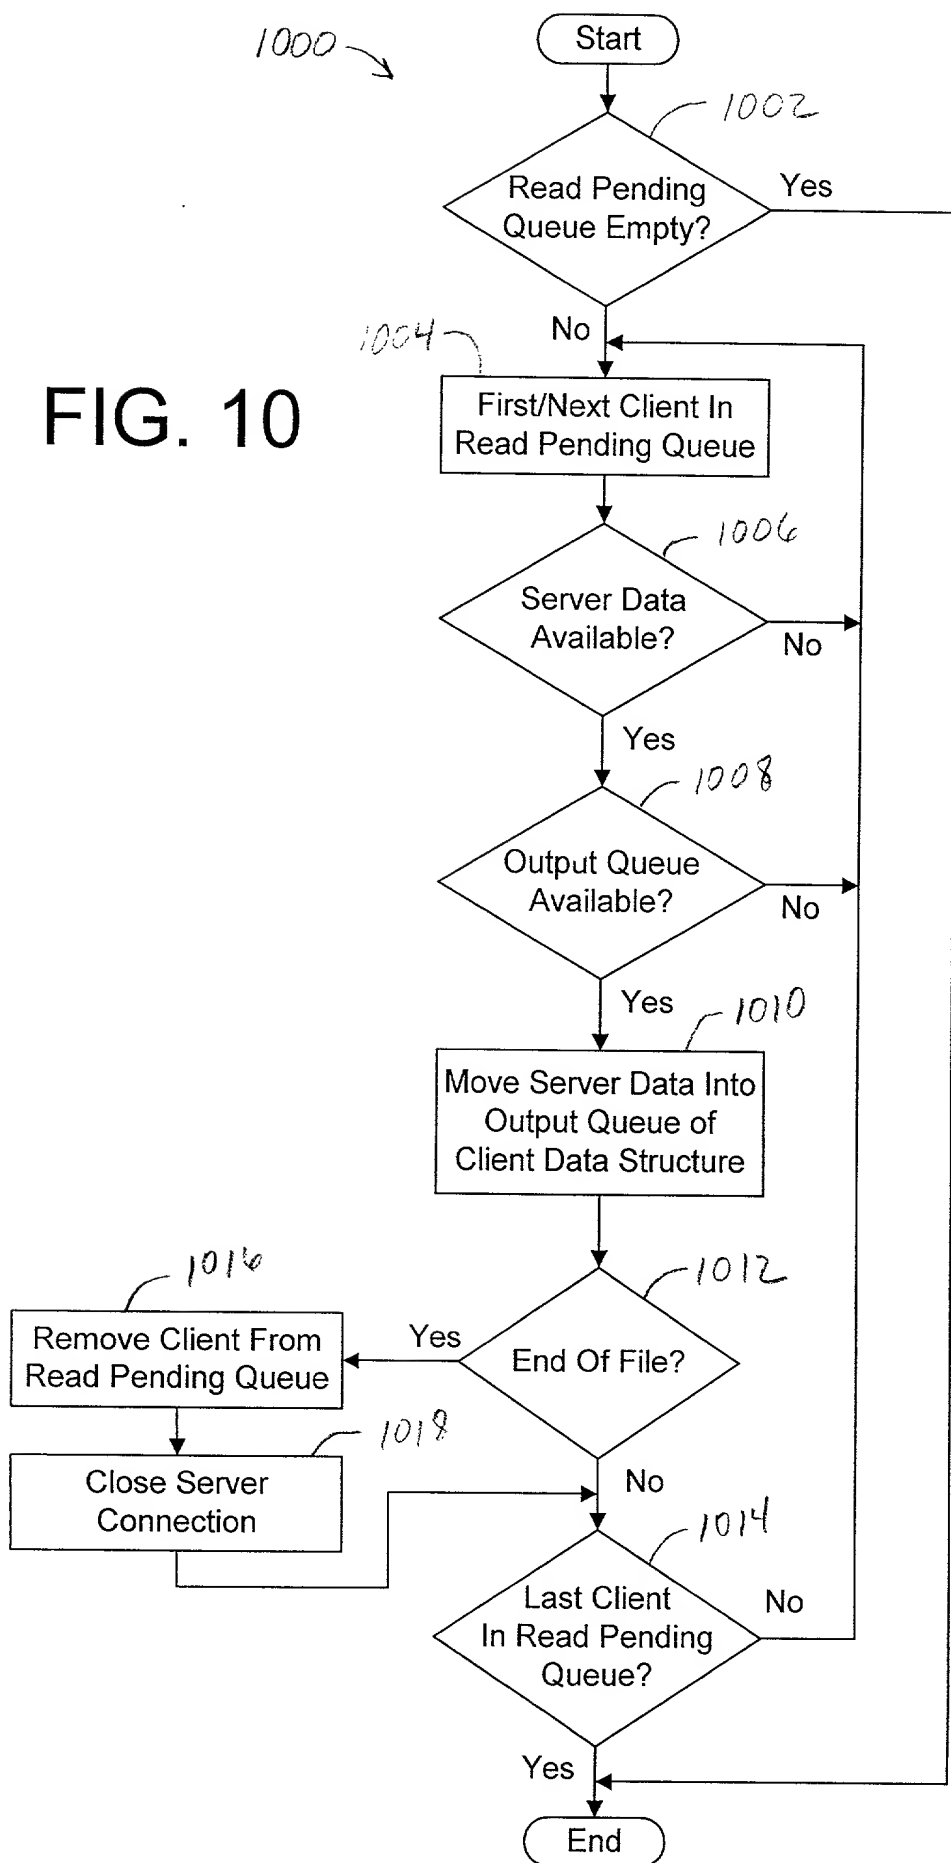 1000
Start
1002
Read Pending
Queue Empty?
Yes
No
1004
FIG. 10
First/Next Client In
Read Pending Queue
1006
Server Data
Available?
No
Yes
1008
Output Queue
Available?
No
Yes
1010
Move Server Data Into
Output Queue of
Client Data Structure
1012
End Of File?
Yes
1016
Remove Client From
Read Pending Queue
1018
Close Server
Connection
No
1014
Last Client
In Read Pending
Queue?
No
Yes
End